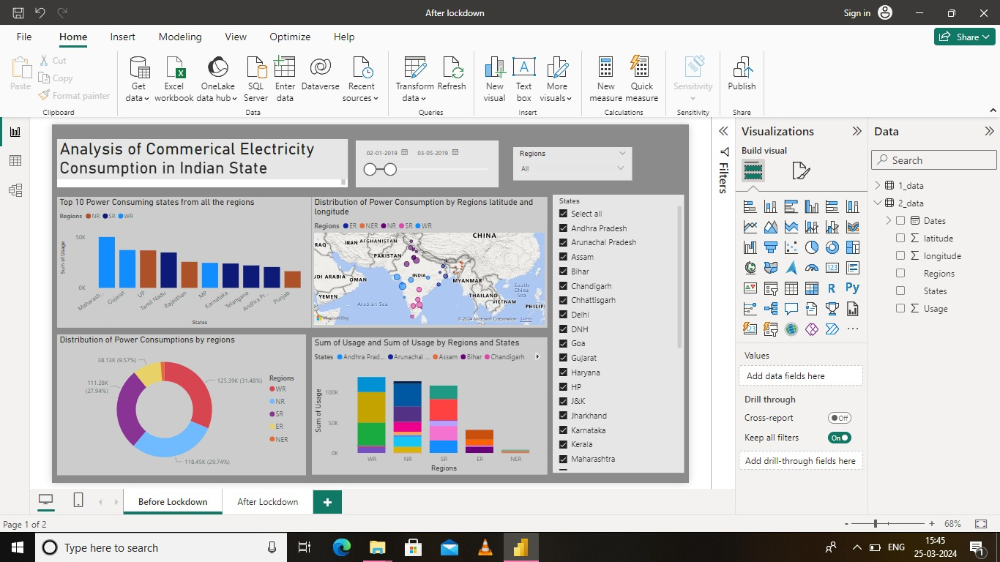 After lockdown
Sign in
File Home Insert Modeling View Optimize Help
Share
Paste
Cut
Copy
Format painter
Clipboard
Get data
Excel workbook
OneLake data hub
SQL Server
Enter data
Dataverse
Recent sources
Data
Transform data
Refresh
Queries
New visual
Text box
More visuals
Insert
New measure
Quick measure
Calculations
Sensitivity
Sensitivity
Publish
Share
Analysis of Commerical Electricity
Consumption in Indian State
02-01-2019 03-05-2019
Regions
All
Top 10 Power Consuming states from all the regions
Regions NR SR WR
Sum of Usage
50K
0K
Maharash... Gujarat UP Tamil Nadu Rajasthan MP Karnataka Telangana Andhra Pr... Punjab
States
Distribution of Power Consumption by Regions latitude and
longitude
Regions ER NER NR SR WR
CHINA
RAQ IRAN AFGHANISTAN
PAKISTAN
UDI ARABIA OMAN
INDIA
MYANMAR
YEMEN
Arabian Sea
THAILAND
VIETNAM
South
China
Sea
PHILIP
Microsoft Bing
© 2024 Microsoft Corporation Terms
Distribution of Power Consumptions by regions
38.13K (9.57%)
111.28K
(27.94%)
125.39K (31.48%)
118.45K (29.74%)
Regions
WR
NR
SR
ER
NER
Sum of Usage and Sum of Usage by Regions and States
States Andhra Prad... Arunachal ... Assam Bihar Chandigarh
Sum of Usage
100K
50K
0K
WR NR SR ER NER
Regions
States
Select all
Andhra Pradesh
Arunachal Pradesh
Assam
Bihar
Chandigarh
Chhattisgarh
Delhi
DNH
Goa
Gujarat
Haryana
HP
J&K
Jharkhand
Karnataka
Kerala
Maharashtra
Filters
Visualizations
Build visual
123
R Py
Values
Add data fields here
Drill through
Cross-report Off
Keep all filters On
Add drill-through fields here
Data
Search
1_data
2_data
Dates
latitude
longitude
Regions
States
Usage
Before Lockdown After Lockdown
Page 1 of 2
68%
Type here to search
ENG
15:45
25-03-2024
1